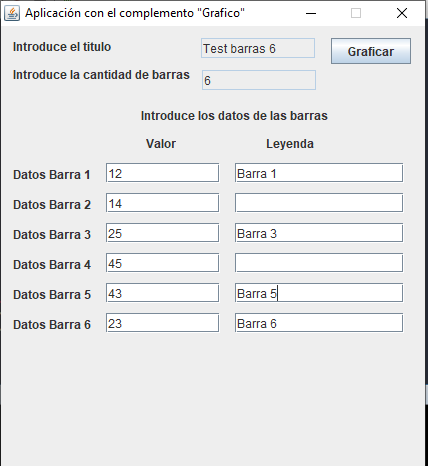 Aplicación con el complemento "Grafico"
Introduce el titulo Test barras 6 Graficar
Introduce la cantidad de barras 6
Introduce los datos de las barras
Valor Leyenda
Datos Barra 1 12 Barra 1
Datos Barra 2 14
Datos Barra 3 25 Barra 3
Datos Barra 4 45
Datos Barra 5 43 Barra 5
Datos Barra 6 23 Barra 6